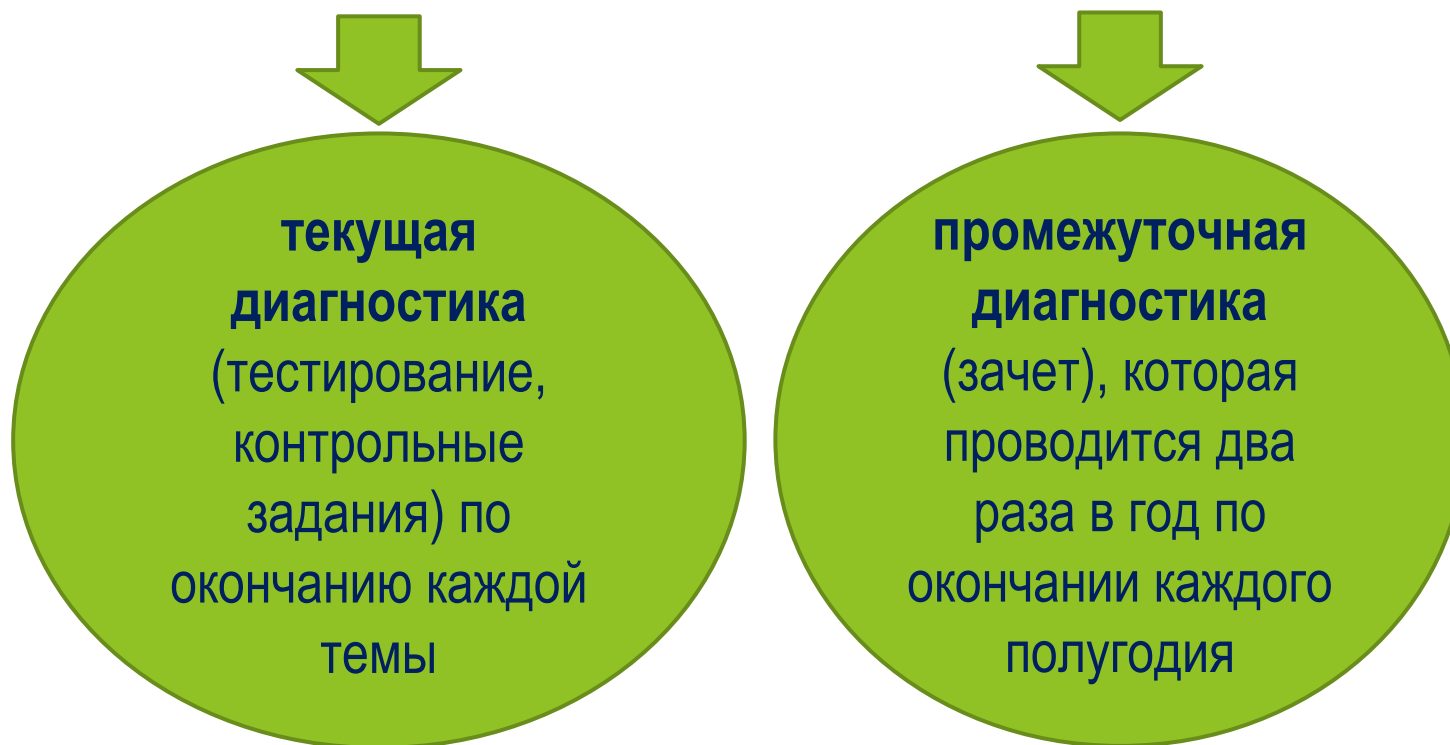 текущая
диагностика
(тестирование,
контрольные
задания) по
окончанию каждой
темы
промежуточная
диагностика
(зачет), которая
проводится два
раза в год по
окончании каждого
полугодия